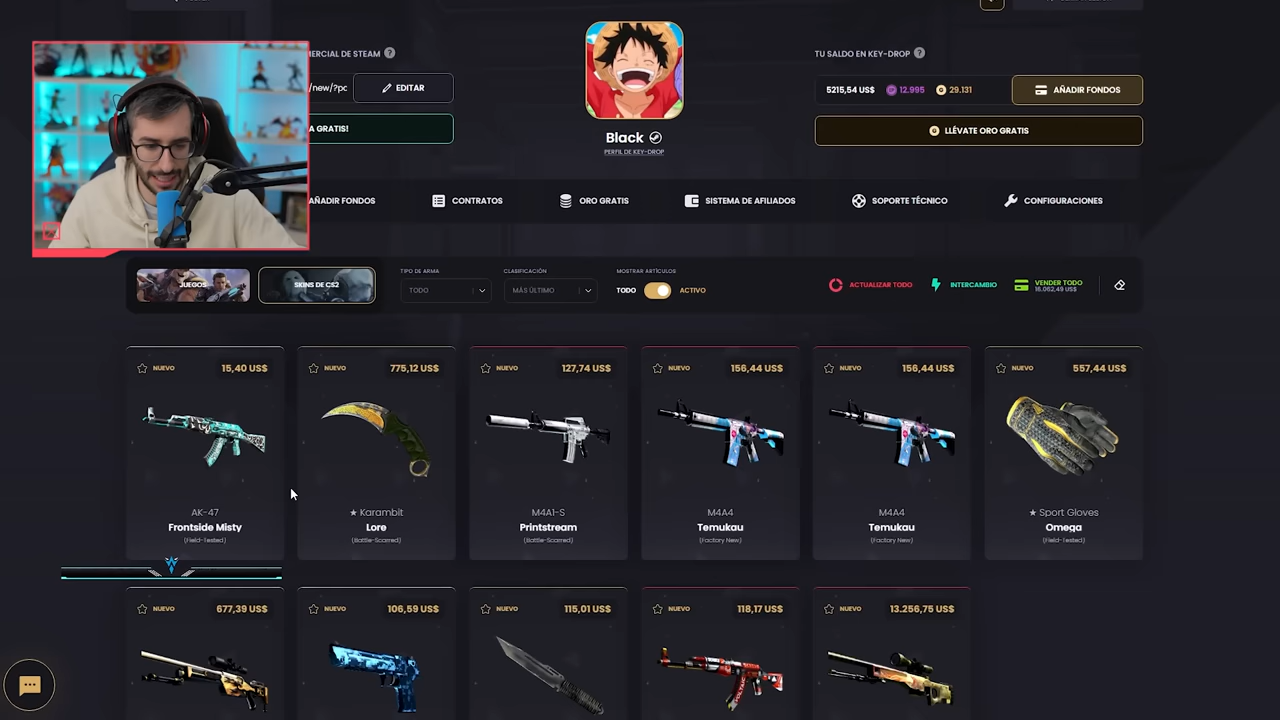 MERCIAL DE STEAM ?
/new/?pc
EDITAR
A GRATIS!
Black
PERFIL DE KEY-DROP
TU SALDO EN KEY-DROP ?
5215,54 US$ 12.995 29.131
AÑADIR FONDOS
LLÉVATE ORO GRATIS
AÑADIR FONDOS
CONTRATOS
ORO GRATIS
SISTEMA DE AFILIADOS
SOPORTE TÉCNICO
CONFIGURACIONES
JUEGOS
SKINS DE CS2
TIPO DE ARMA
TODO
CLASIFICACIÓN
MÁS ÚLTIMO
MOSTRAR ARTÍCULOS
TODO ACTIVO
ACTUALIZAR TODO
INTERCAMBIO
VENDER TODO
16.062,49 US$
NUEVO 15,40 US$
AK-47
Frontside Misty
(Field-Tested)
NUEVO 775,12 US$
★ Karambit
Lore
(Battle-Scarred)
NUEVO 127,74 US$
M4A1-S
Printstream
(Battle-Scarred)
NUEVO 156,44 US$
M4A4
Temukau
(Factory New)
NUEVO 156,44 US$
M4A4
Temukau
(Factory New)
NUEVO 557,44 US$
★ Sport Gloves
Omega
(Field-Tested)
NUEVO 677,39 US$
NUEVO 106,59 US$
NUEVO 115,01 US$
NUEVO 118,17 US$
NUEVO 13.256,75 US$